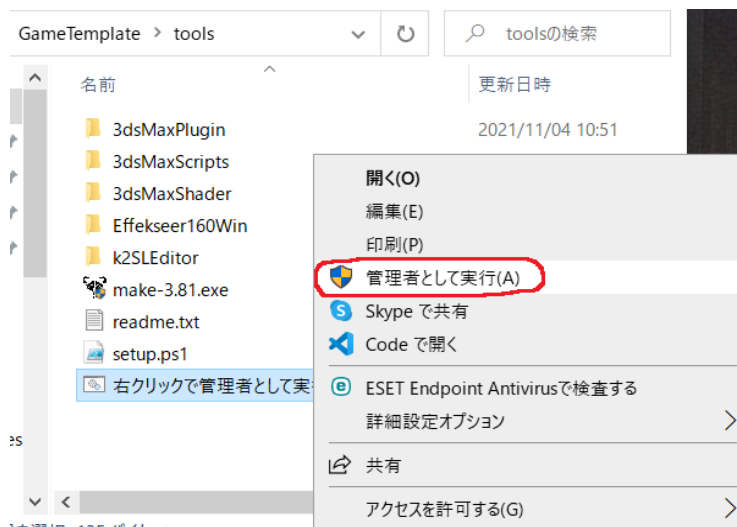 GameTemplate > tools
toolsの検索
名前
更新日時
3dsMaxPlugin
2021/11/04 10:51
3dsMaxScripts
3dsMaxShader
Effekseer160Win
k2SLEditor
make-3.81.exe
readme.txt
setup.ps1
右クリックで管理者として実
開く(O)
編集(E)
印刷(P)
管理者として実行(A)
Skype で共有
Code で開く
ESET Endpoint Antivirusで検査する
詳細設定オプション
共有
アクセスを許可する(G)
es